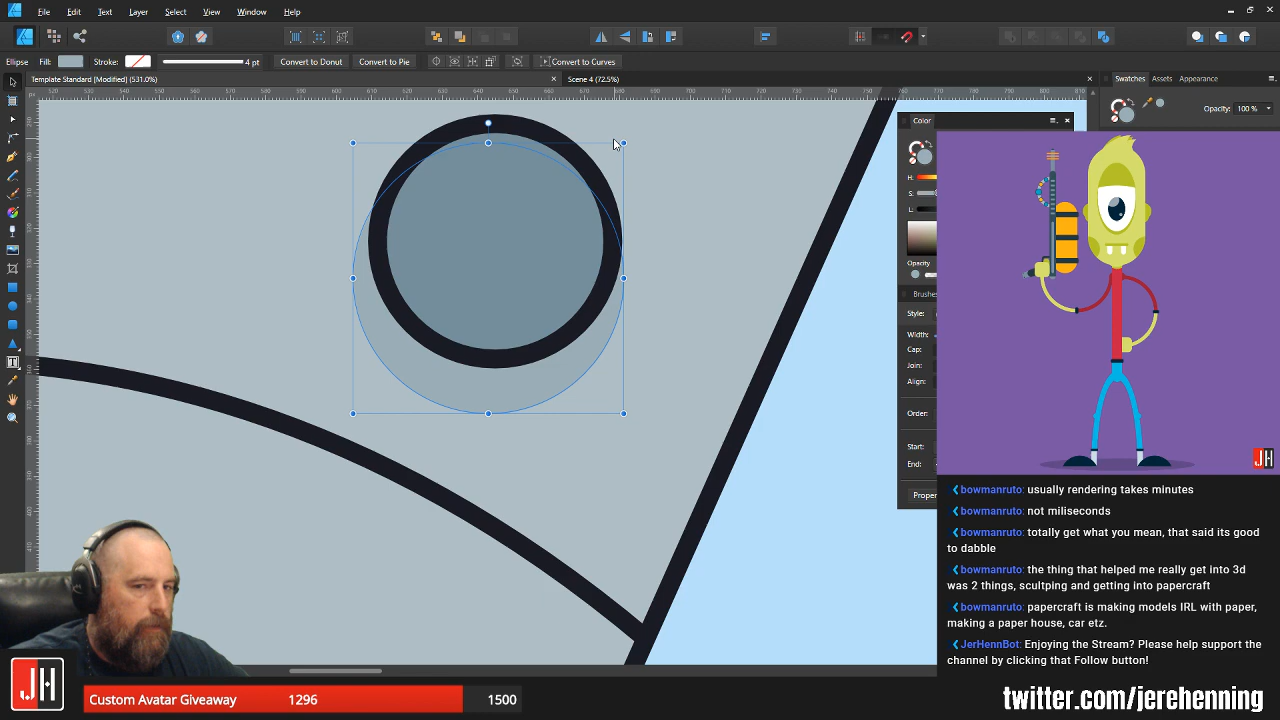 File Edit Text Layer Select View Window Help
Ellipse Fill: Stroke: 4 pt Convert to Donut Convert to Pie Convert to Curves
Template Standard [Modified] (531.0%) × Scene 4 (72.5%) ×
Swatches Assets Appearance
Opacity: 100 %
Color
H:
S:
L:
Opacity
Brushes
Style:
Width:
Cap:
Join:
Align:
Order:
Start:
End:
Proper
JH
bowmanruto: usually rendering takes minutes
bowmanruto: not miliseconds
bowmanruto: totally get what you mean, that said its good
to dabble
bowmanruto: the thing that helped me really get into 3d
was 2 things, scultping and getting into papercraft
bowmanruto: papercraft is making models IRL with paper,
making a paper house, car etz.
JerHennBot: Enjoying the Stream? Please help support the
channel by clicking that Follow button!
JH
Custom Avatar Giveaway 1296 1500
twitter.com/jerehenning